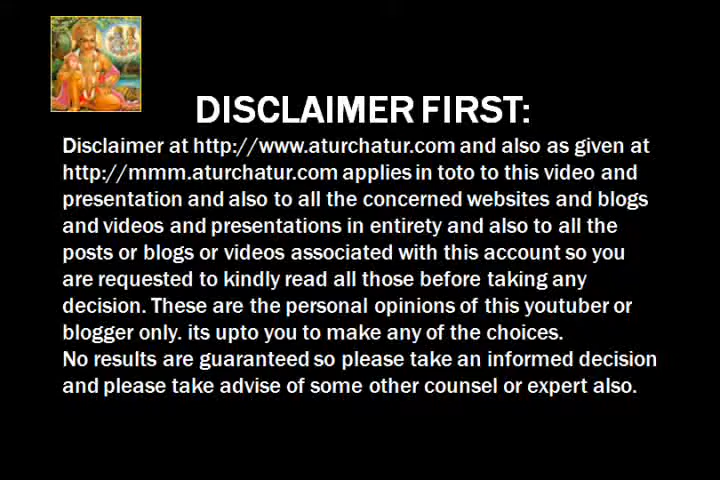 DISCLAIMER FIRST:
Disclaimer at http://www.aturchatur.com and also as given at
http://mmm.aturchatur.com applies in toto to this video and
presentation and also to all the concerned websites and blogs
and videos and presentations in entirety and also to all the
posts or blogs or videos associated with this account so you
are requested to kindly read all those before taking any
decision. These are the personal opinions of this youtuber or
blogger only. its upto you to make any of the choices.
No results are guaranteed so please take an informed decision
and please take advise of some other counsel or expert also.